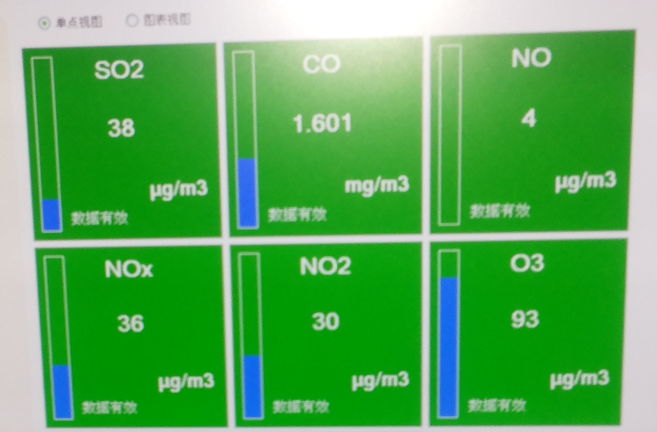 单点视图 图表视图
SO2
38
μg/m3
数据有效
CO
1.601
mg/m3
数据有效
NO
4
μg/m3
数据有效
NOx
36
μg/m3
数据有效
NO2
30
μg/m3
数据有效
O3
93
μg/m3
数据有效